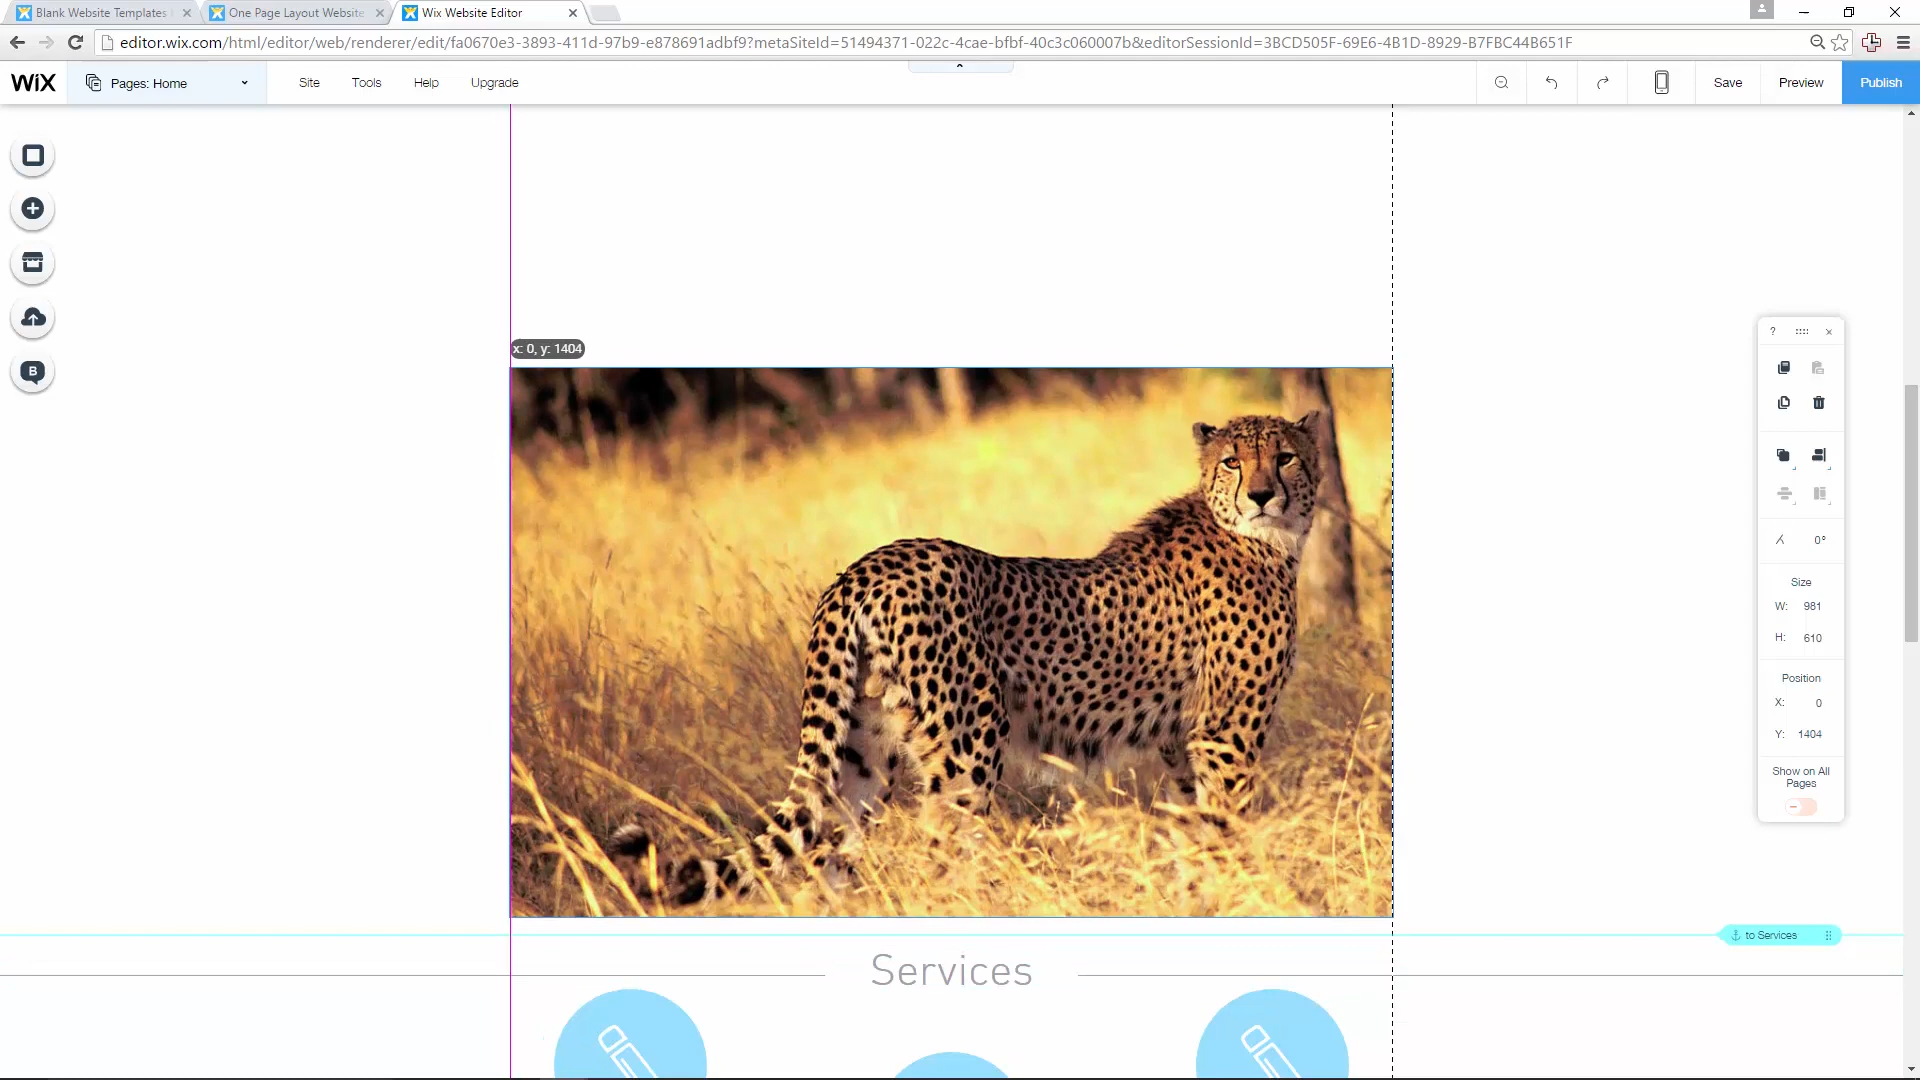 Blank Website Templates
One Page Layout Website
Wix Website Editor
editor.wix.com/html/editor/web/renderer/edit/fa0670e3-3893-411d-97b9-e878691adbf9?metaSiteId=51494371-022c-4cae-bfbf-40c3c060007b&editorSessionId=3BCD505F-69E6-4B1D-8929-B7FBC44B651F
WiX
Pages: Home
Site
Tools
Help
Upgrade
Save
Preview
Publish
B
x: 0, y: 1404
?
0°
Size
W: 981
H: 610
Position
X: 0
Y: 1404
Show on All
Pages
to Services
Services